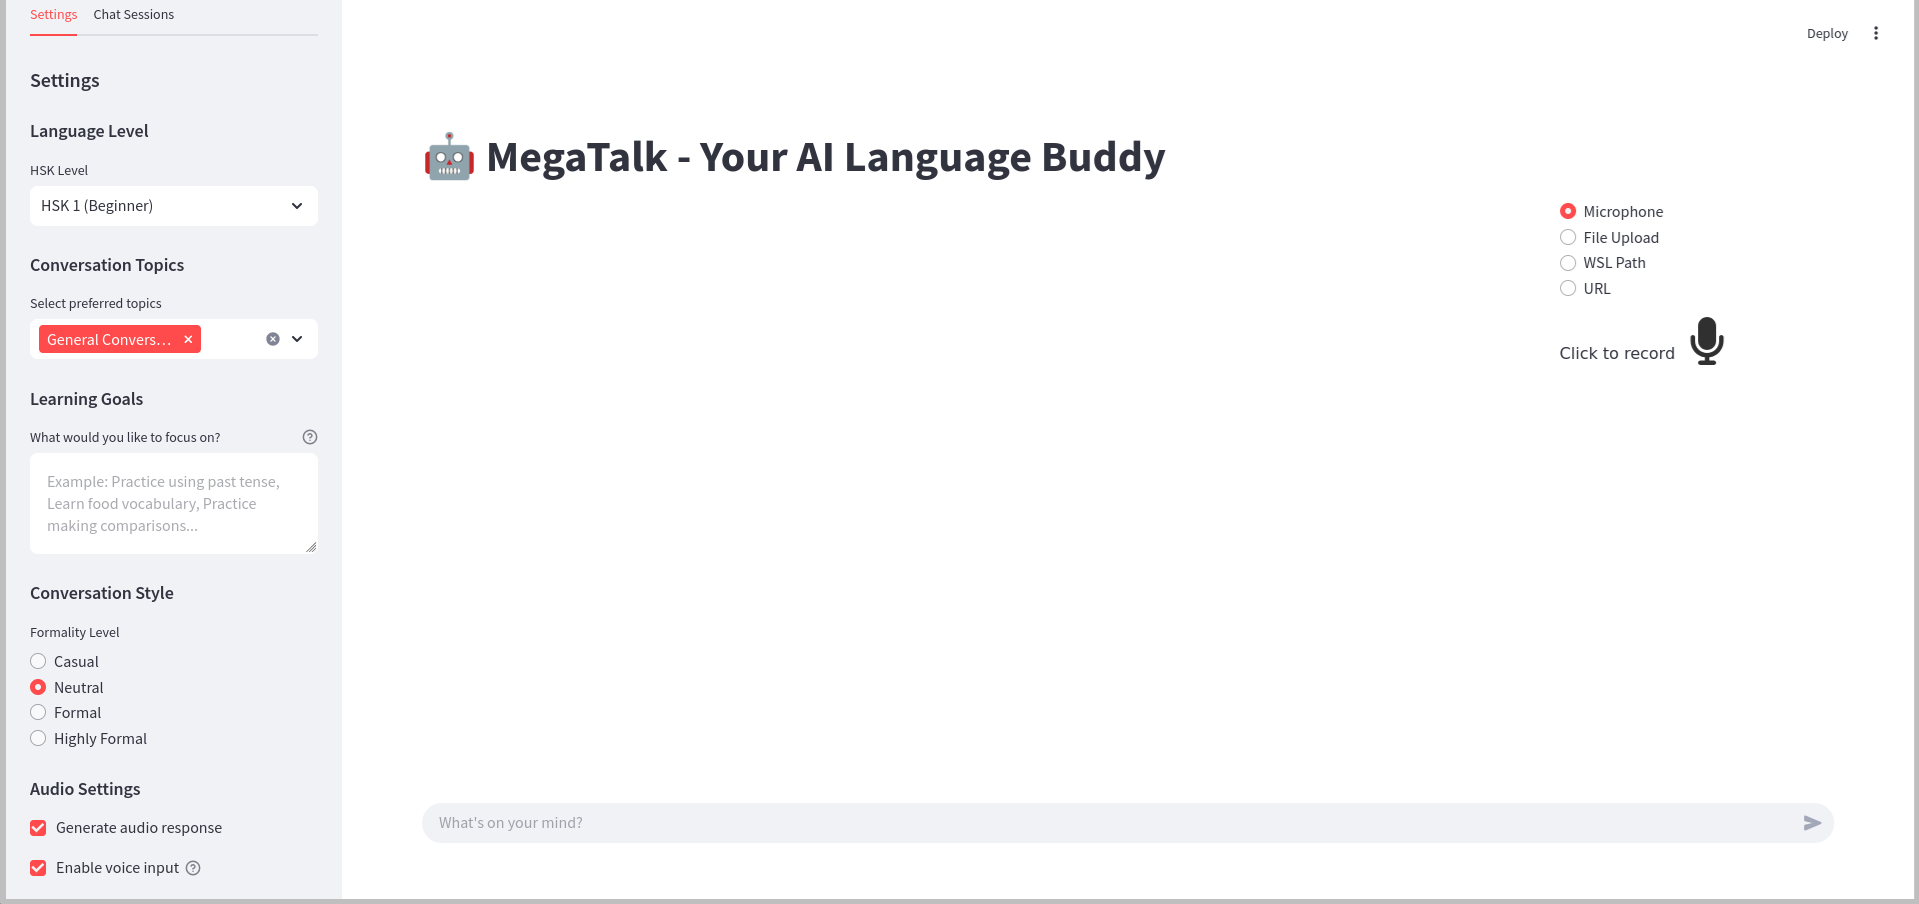 Settings
Chat Sessions
Settings
Language Level
HSK Level
HSK 1 (Beginner)
Conversation Topics
Select preferred topics
General Convers...
Learning Goals
What would you like to focus on?
Example: Practice using past tense,
Learn food vocabulary, Practice
making comparisons...
Conversation Style
Formality Level
Casual
Neutral
Formal
Highly Formal
Audio Settings
Generate audio response
Enable voice input
Deploy
MegaTalk - Your AI Language Buddy
Microphone
File Upload
WSL Path
URL
Click to record
What's on your mind?